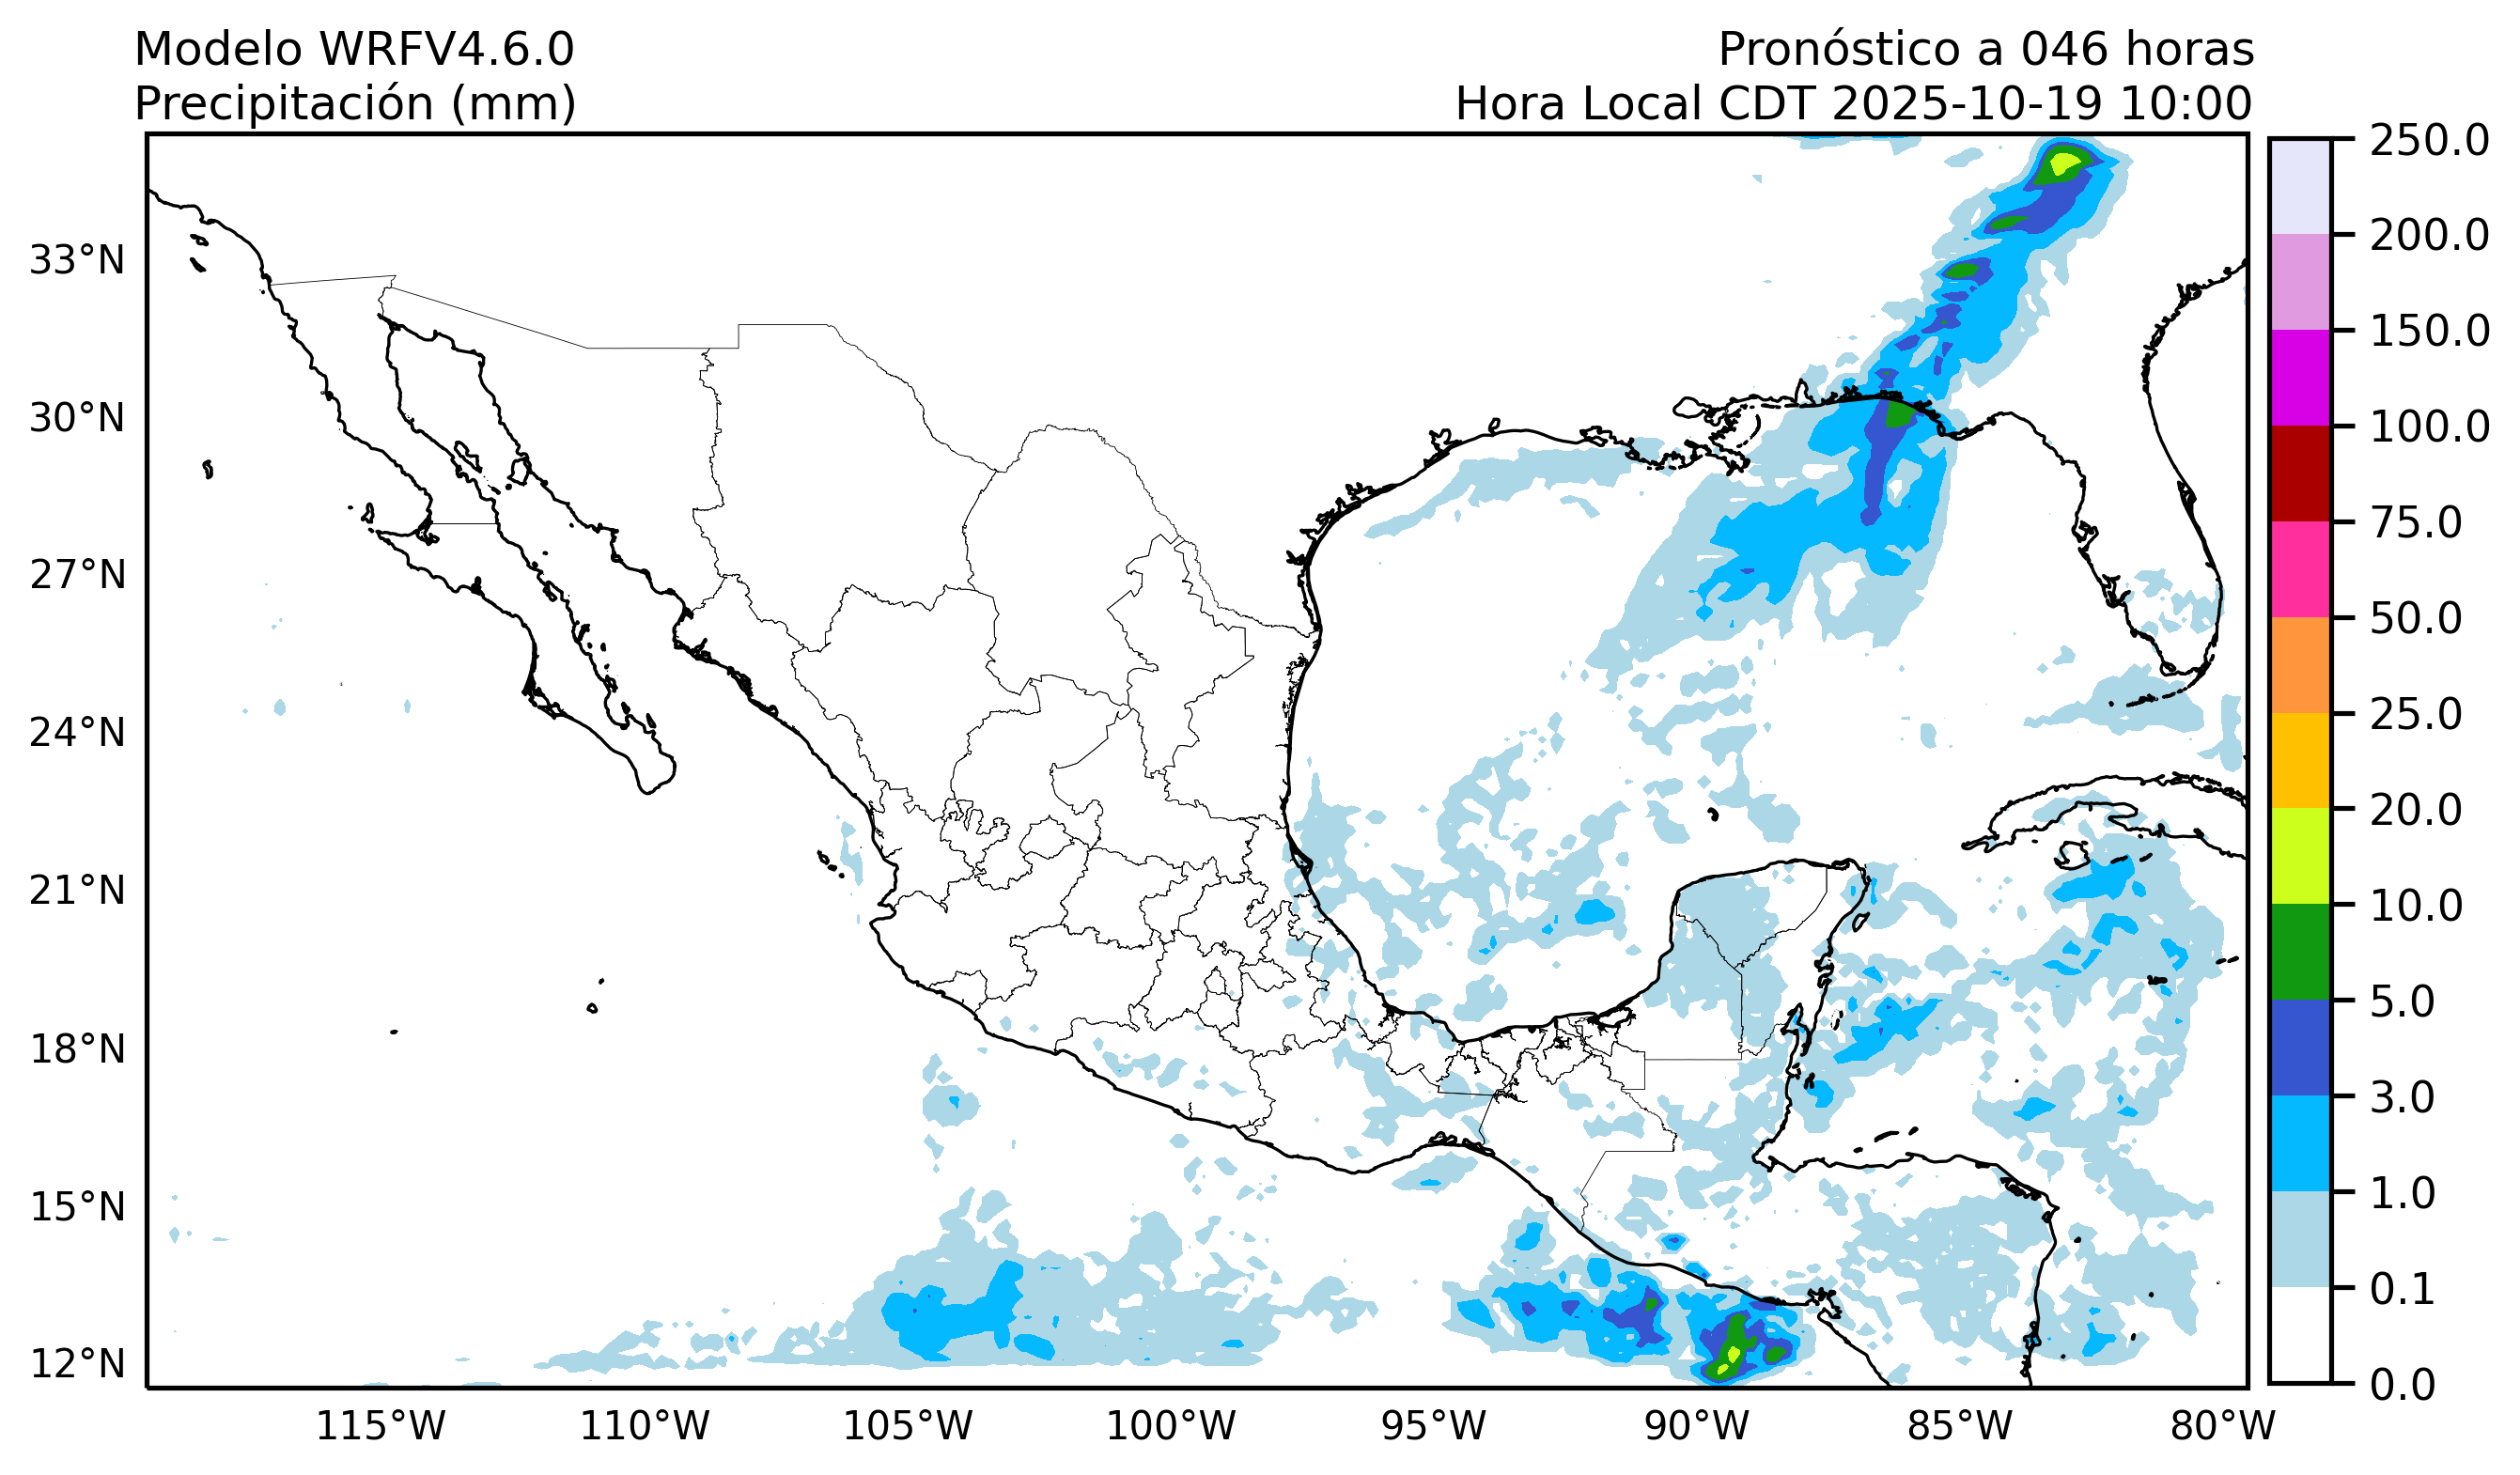 Modelo WRFV4.6.0
Precipitación (mm)
Pronóstico a 046 horas
Hora Local CDT 2025-10-19 10:00
33°N
30°N
27°N
24°N
21°N
18°N
15°N
12°N
115°W
110°W
105°W
100°W
95°W
90°W
85°W
80°W
250.0
200.0
150.0
100.0
75.0
50.0
25.0
20.0
10.0
5.0
3.0
1.0
0.1
0.0